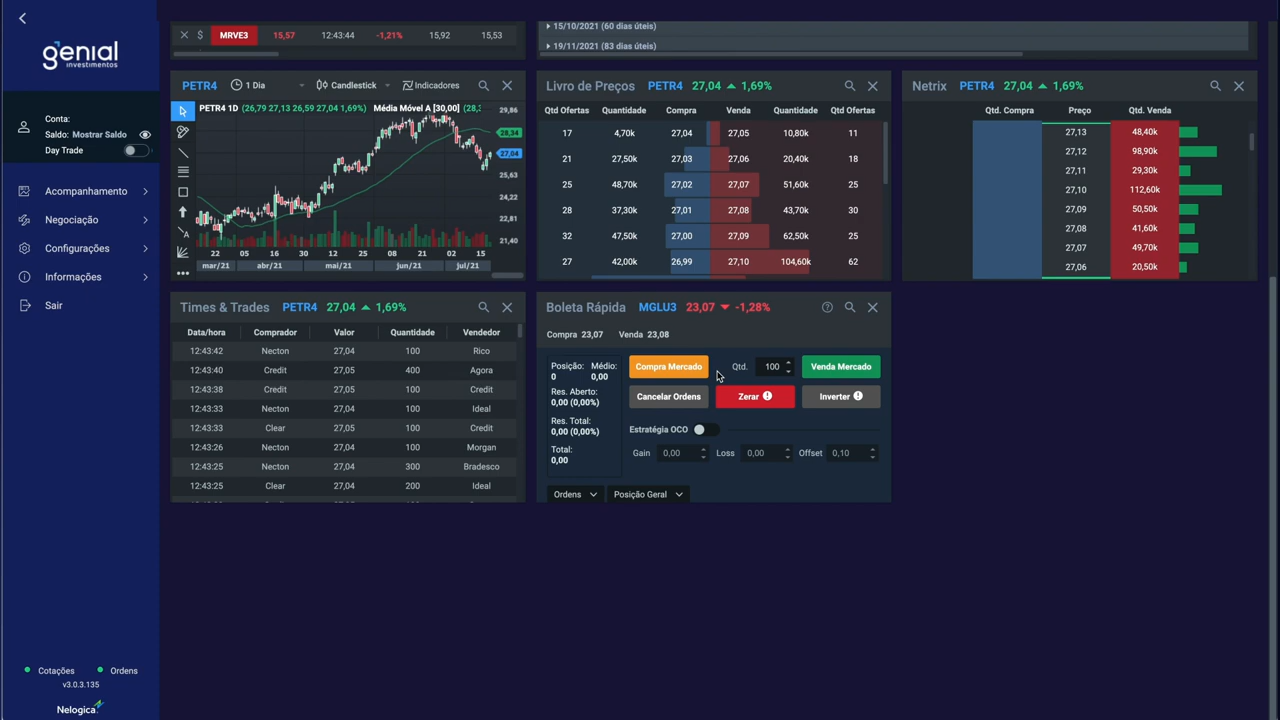 genial
investimentos
Conta:
Saldo: Mostrar Saldo
Day Trade
Acompanhamento
Negociação
Configurações
Informações
Sair
Cotações Ordens
v3.0.3.135
Nelogica
$ MRVE3 15,57 12:43:44 -1,21% 15,92 15,53
15/10/2021 (60 dias úteis)
19/11/2021 (83 dias úteis)
PETR4 1 Dia Candlestick Indicadores
PETR4 1D (26,79 27,13 26,59 27,04 1,69%) Média Móvel A [30,00] (28,3
29,86
28,34
27,04
25,63
24,22
22,81
21,40
22 05 16 30 12 25 11 22 02 15
mar/21 abr/21 mai/21 jun/21 jul/21
Livro de Preços PETR4 27,04 1,69%
Qtd Ofertas Quantidade Compra Venda Quantidade Qtd Ofertas
17 4,70k 27,04 27,05 10,80k 11
21 27,50k 27,03 27,06 20,40k 18
25 48,70k 27,02 27,07 51,60k 25
28 37,30k 27,01 27,08 43,70k 30
32 47,50k 27,00 27,09 62,50k 25
27 42,00k 26,99 27,10 104,60k 62
Netrix PETR4 27,04 1,69%
Qtd. Compra Preço Qtd. Venda
27,13 48,40k
27,12 98,90k
27,11 29,30k
27,10 112,60k
27,09 50,50k
27,08 41,60k
27,07 49,70k
27,06 20,50k
Times & Trades PETR4 27,04 1,69%
Data/hora Comprador Valor Quantidade Vendedor
12:43:42 Necton 27,04 100 Rico
12:43:40 Credit 27,05 400 Agora
12:43:38 Credit 27,05 100 Credit
12:43:33 Necton 27,04 100 Ideal
12:43:33 Clear 27,05 100 Credit
12:43:26 Necton 27,04 100 Morgan
12:43:25 Necton 27,04 300 Bradesco
12:43:25 Clear 27,04 200 Ideal
Boleta Rápida MGLU3 23,07 -1,28%
Compra 23,07 Venda 23,08
Posição: Médio:
0 0,00
Res. Aberto:
0,00 (0,00%)
Res. Total:
0,00 (0,00%)
Total:
0,00
Compra Mercado Qtd. 100 Venda Mercado
Cancelar Ordens Zerar Inverter
Estratégia OCO
Gain 0,00 Loss 0,00 Offset 0,10
Ordens Posição Geral